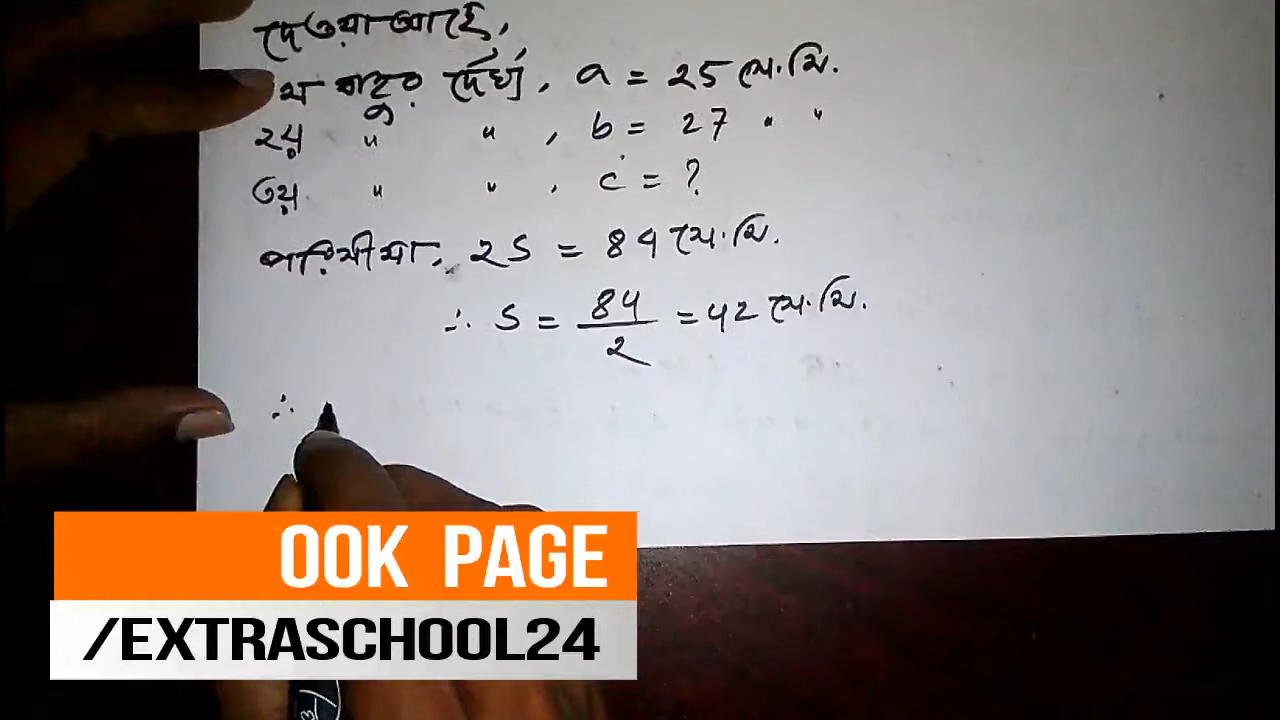 দেওয়া আছে,
১ম বাহুর দৈর্ঘ্য, a = 25 সে.মি.
২য় " " , b = 27 " "
৩য় " " , c = ?
পরিসীমা, 2S = 84 সে.মি.
∴ S = 84/2 = 42 সে.মি.
∴
OOK PAGE
/EXTRASCHOOL24